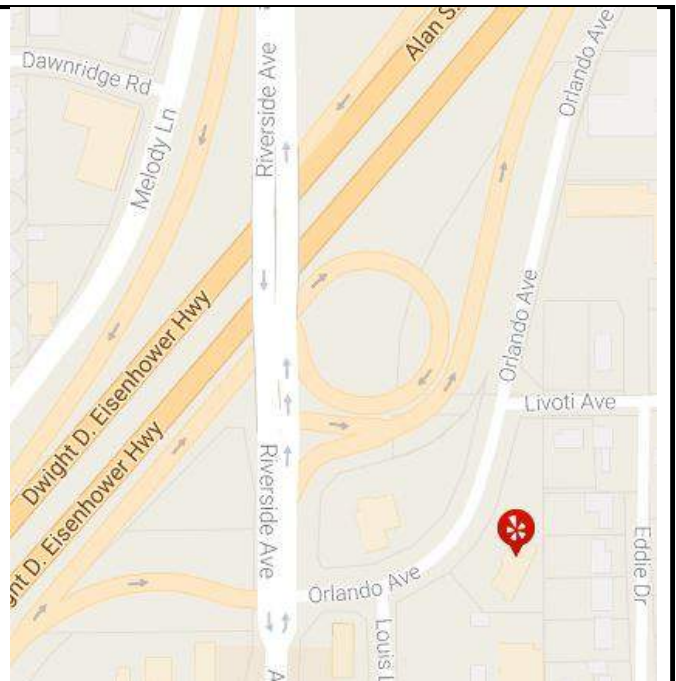 Alan S.
Orlando Ave
Riverside Ave
Dawnridge Rd
Melody Ln
Dwight D. Eisenhower Hwy
Orlando Ave
Livoti Ave
ght D. Eisenhower Hwy
Riverside Ave
Eddie Dr
Orlando Ave
Louis L
A